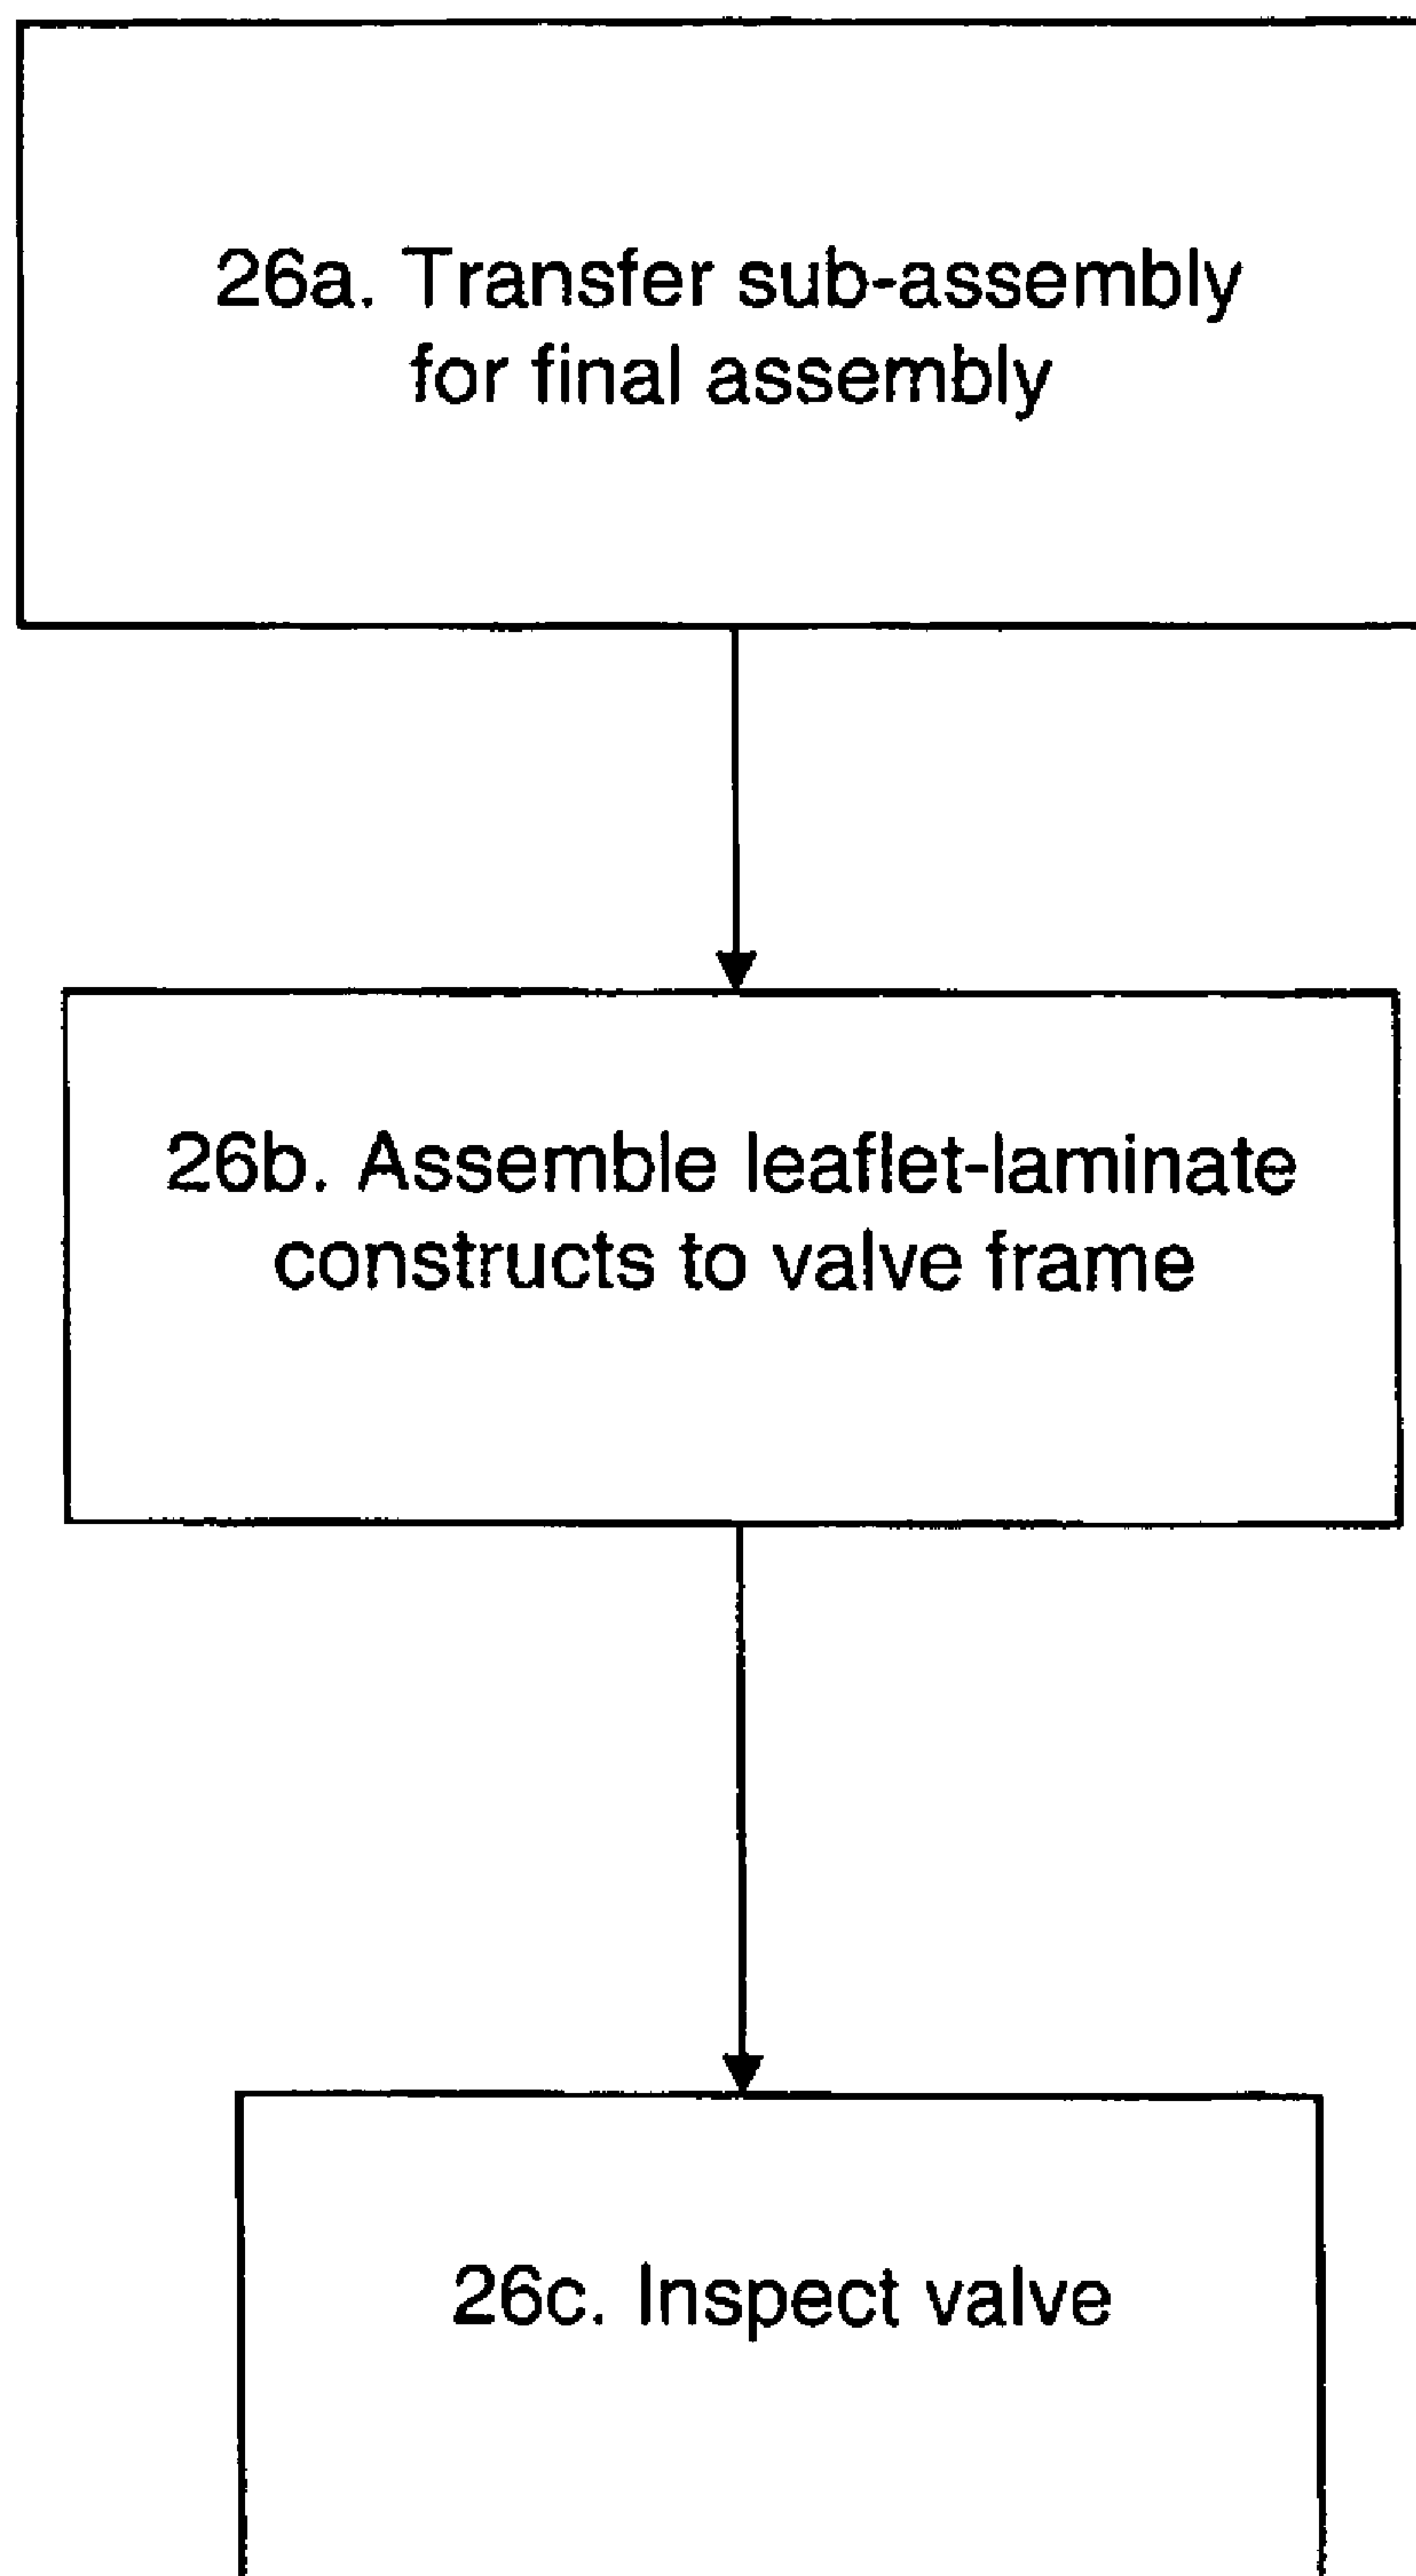 26a. Transfer sub-assembly
for final assembly
26b. Assemble leaflet-laminate
constructs to valve frame
26c. Inspect valve